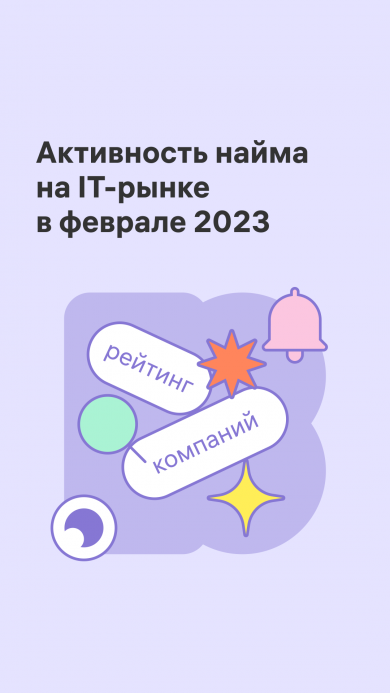 Активность найма
на IT-рынке
в феврале 2023
рейтинг
компаний